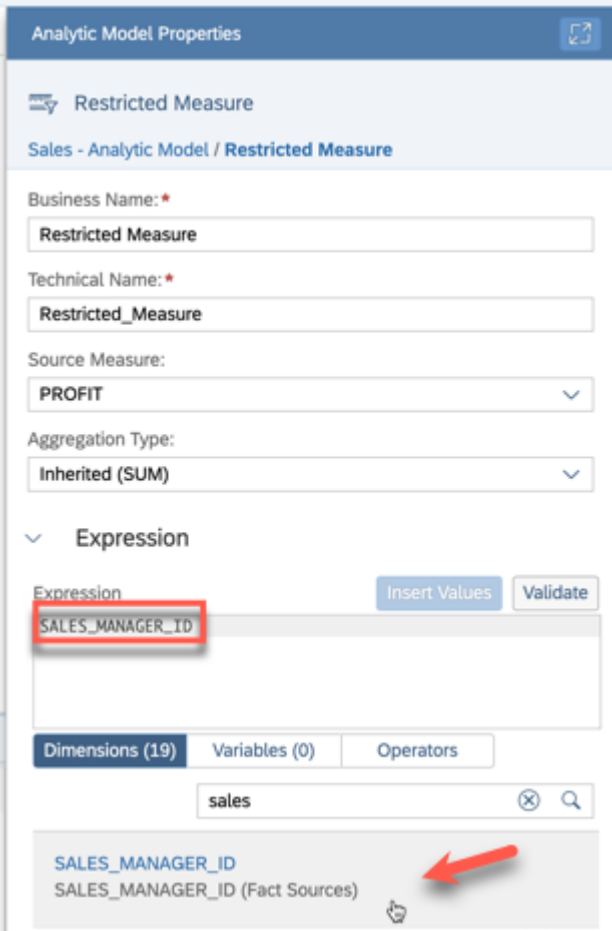 Analytic Model Properties
Restricted Measure
Sales - Analytic Model / Restricted Measure
Business Name:*
Restricted Measure
Technical Name:*
Restricted_Measure
Source Measure:
PROFIT
Aggregation Type:
Inherited (SUM)
Expression
Expression Insert Values Validate
SALES_MANAGER_ID
Dimensions (19) Variables (0) Operators
sales
SALES_MANAGER_ID
SALES_MANAGER_ID (Fact Sources)